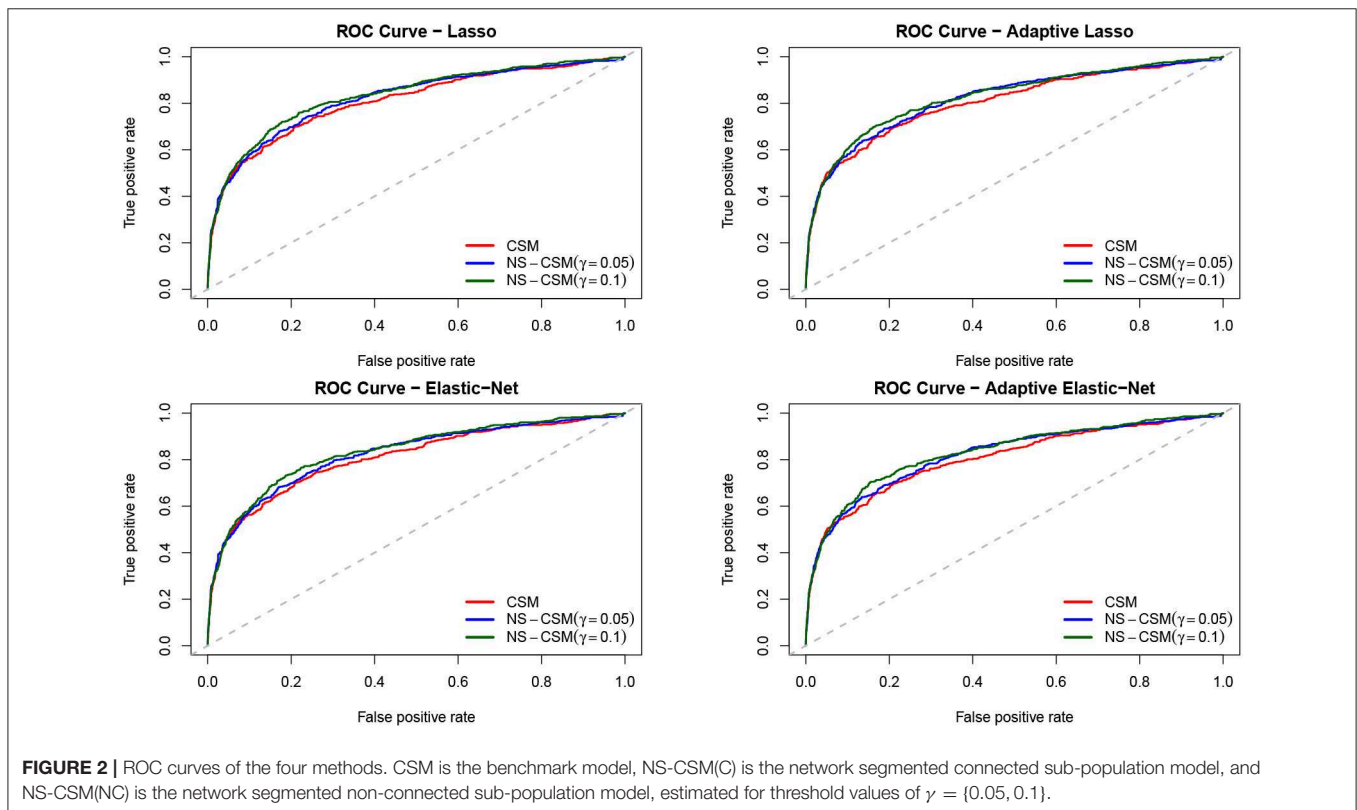 ROC Curve – Lasso
True positive rate
0.0 0.2 0.4 0.6 0.8 1.0
CSM
NS – CSM(γ = 0.05)
NS – CSM(γ = 0.1)
0.0 0.2 0.4 0.6 0.8 1.0
False positive rate
ROC Curve – Adaptive Lasso
True positive rate
0.0 0.2 0.4 0.6 0.8 1.0
CSM
NS – CSM(γ = 0.05)
NS – CSM(γ = 0.1)
0.0 0.2 0.4 0.6 0.8 1.0
False positive rate
ROC Curve – Elastic–Net
True positive rate
0.0 0.2 0.4 0.6 0.8 1.0
CSM
NS – CSM(γ = 0.05)
NS – CSM(γ = 0.1)
0.0 0.2 0.4 0.6 0.8 1.0
False positive rate
ROC Curve – Adaptive Elastic–Net
True positive rate
0.0 0.2 0.4 0.6 0.8 1.0
CSM
NS – CSM(γ = 0.05)
NS – CSM(γ = 0.1)
0.0 0.2 0.4 0.6 0.8 1.0
False positive rate
FIGURE 2 | ROC curves of the four methods. CSM is the benchmark model, NS-CSM(C) is the network segmented connected sub-population model, and
NS-CSM(NC) is the network segmented non-connected sub-population model, estimated for threshold values of γ = {0.05, 0.1}.